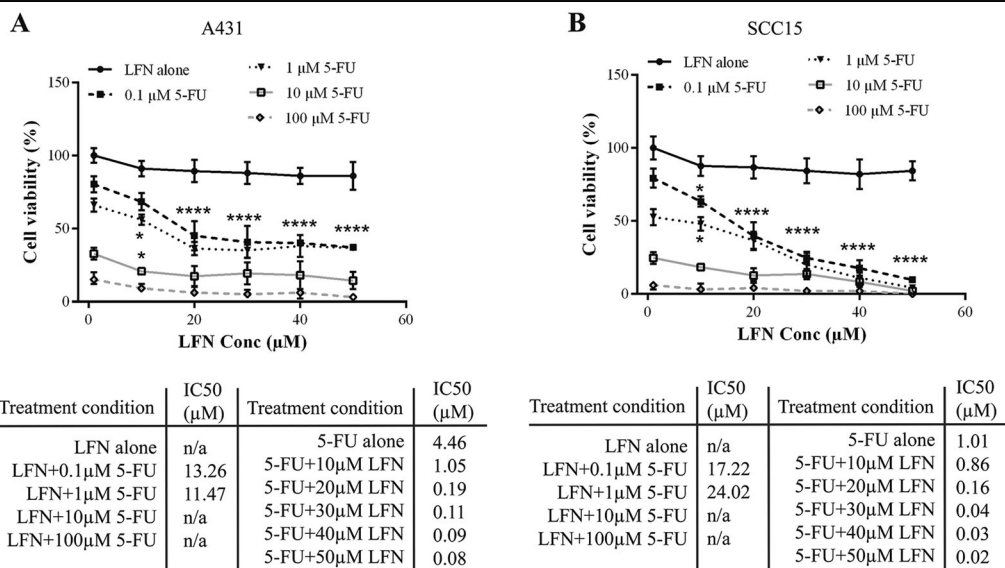 A
A431
LFN alone
0.1 µM 5-FU
1 µM 5-FU
10 µM 5-FU
100 µM 5-FU
Cell viability (%)
150
100
50
0
* * **** **** **** ****
0 20 40 60
LFN Conc (µM)
Treatment condition IC50 (µM) Treatment condition IC50 (µM)
LFN alone n/a 5-FU alone 4.46
LFN+0.1µM 5-FU 13.26 5-FU+10µM LFN 1.05
LFN+1µM 5-FU 11.47 5-FU+20µM LFN 0.19
LFN+10µM 5-FU n/a 5-FU+30µM LFN 0.11
LFN+100µM 5-FU n/a 5-FU+40µM LFN 0.09
5-FU+50µM LFN 0.08
B
SCC15
LFN alone
0.1 µM 5-FU
1 µM 5-FU
10 µM 5-FU
100 µM 5-FU
Cell viability (%)
150
100
50
0
* * **** **** **** ****
0 20 40 60
LFN Conc (µM)
Treatment condition IC50 (µM) Treatment condition IC50 (µM)
LFN alone n/a 5-FU alone 1.01
LFN+0.1µM 5-FU 17.22 5-FU+10µM LFN 0.86
LFN+1µM 5-FU 24.02 5-FU+20µM LFN 0.16
LFN+10µM 5-FU n/a 5-FU+30µM LFN 0.04
LFN+100µM 5-FU n/a 5-FU+40µM LFN 0.03
5-FU+50µM LFN 0.02